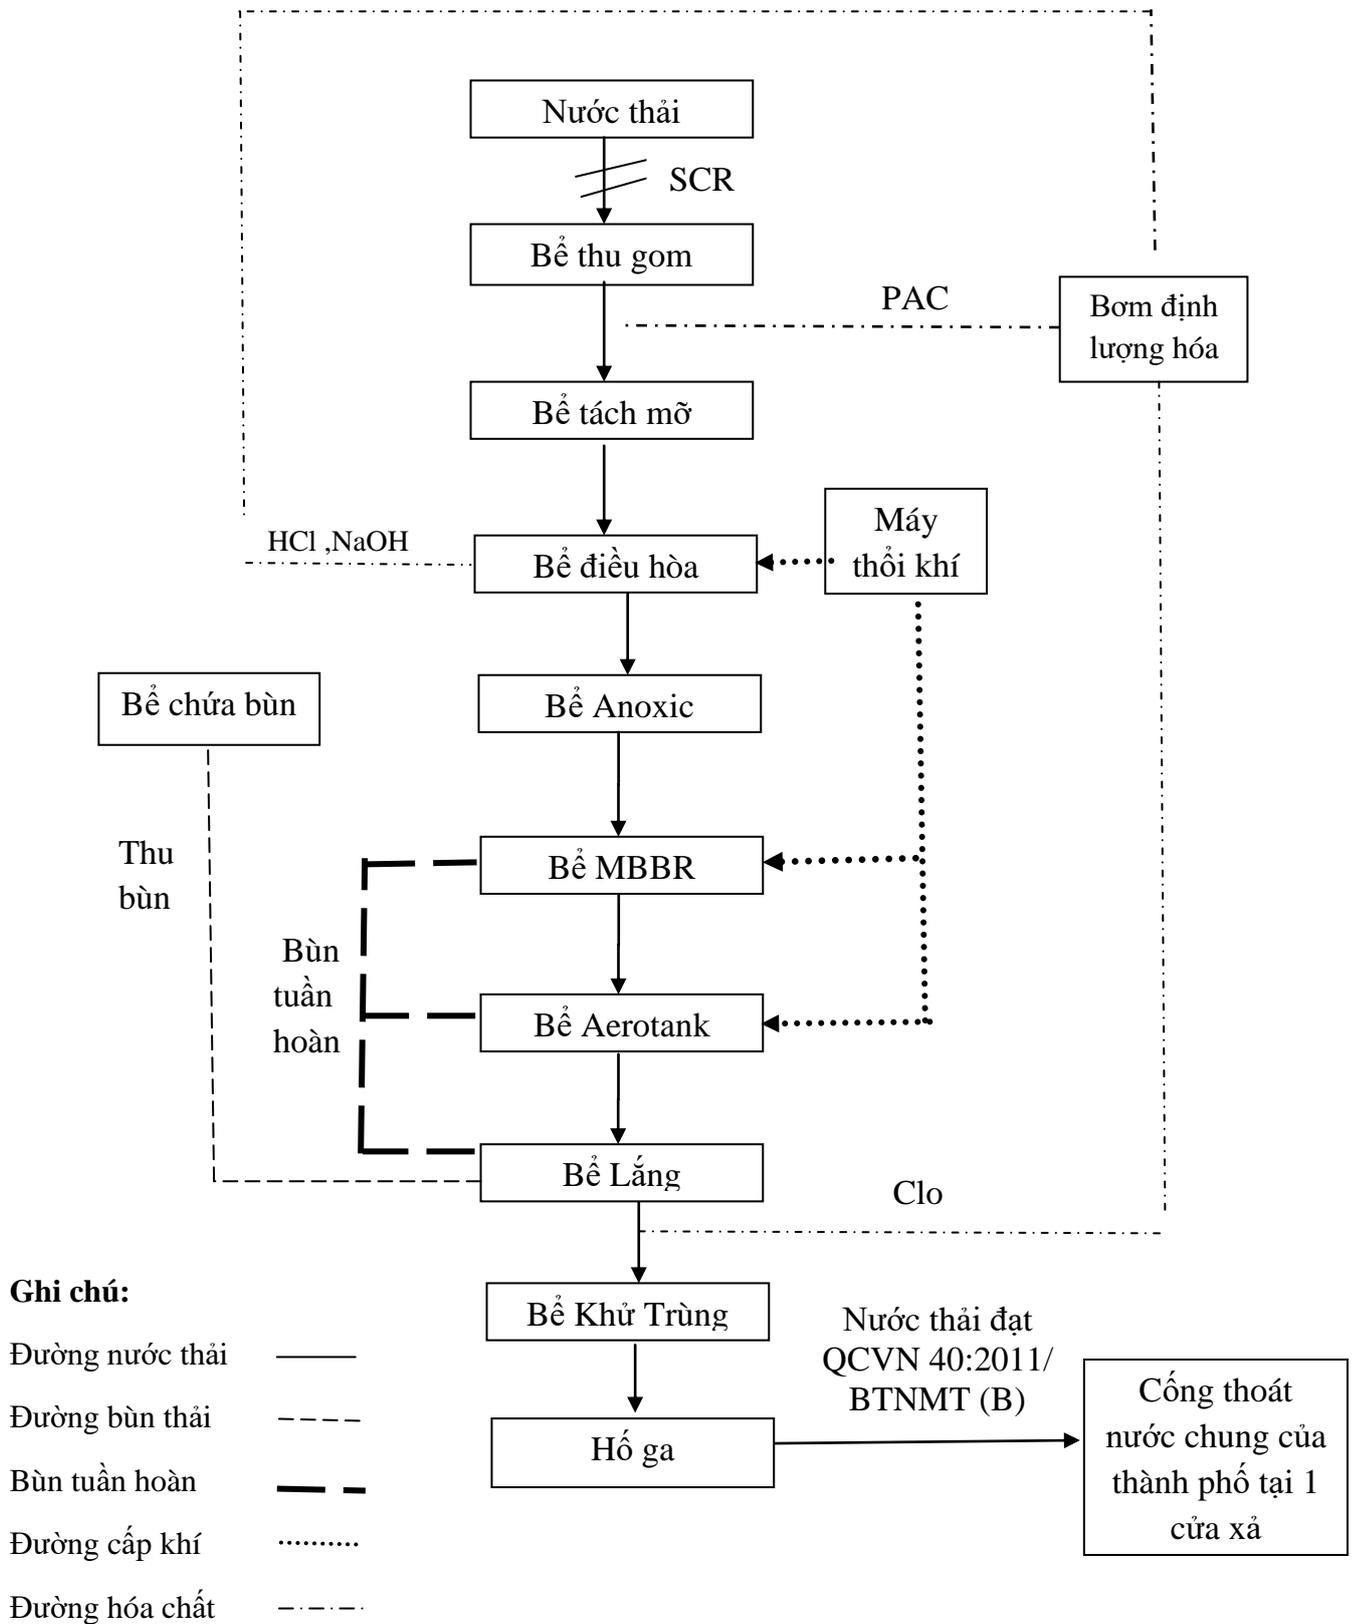 Nước thải
SCR
Bể thu gom
PAC
Bơm định
lượng hóa
Bể tách mỡ
Máy
thổi khí
HCl ,NaOH
Bể điều hòa
Bể chứa bùn
Bể Anoxic
Thu
bùn
Bể MBBR
Bùn
tuần
hoàn
Bể Aerotank
Bể Lắng
Clo
Bể Khử Trùng
Nước thải đạt
QCVN 40:2011/
BTNMT (B)
Hố ga
Cống thoát
nước chung của
thành phố tại 1
cửa xả
Ghi chú:
Đường nước thải
Đường bùn thải
Bùn tuần hoàn
Đường cấp khí
Đường hóa chất